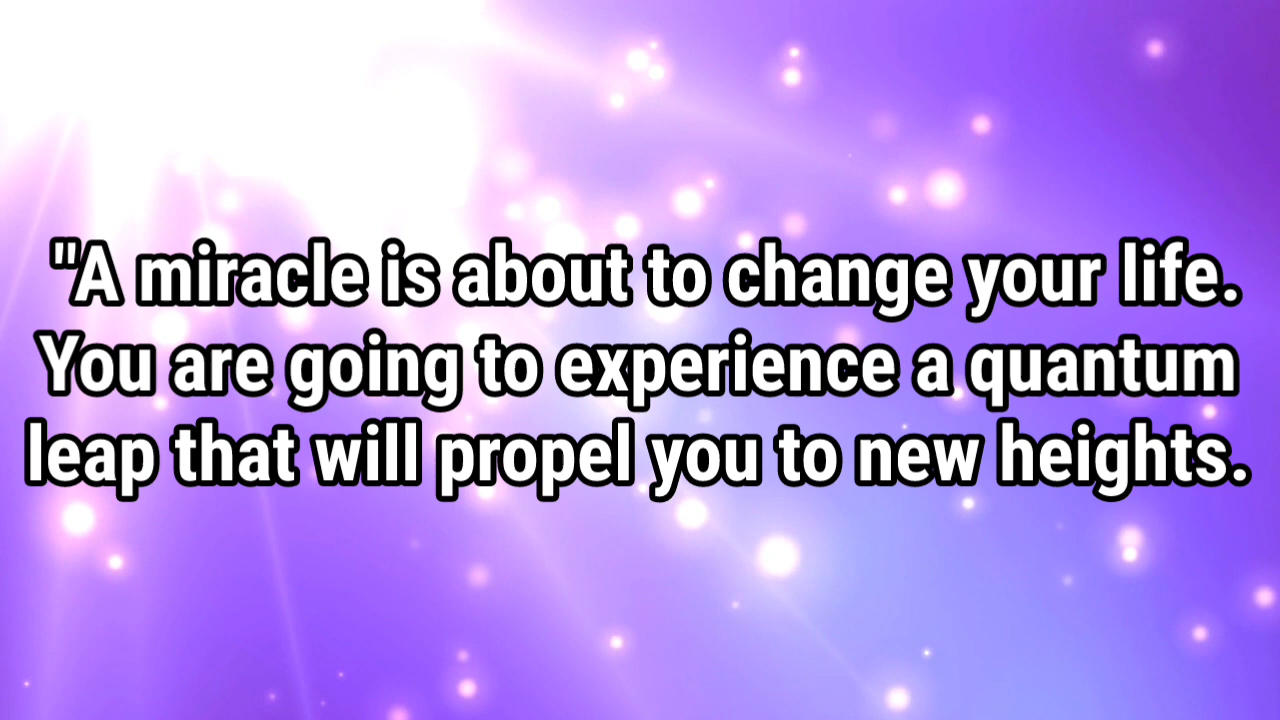 "A miracle is about to change your life.
You are going to experience a quantum
leap that will propel you to new heights.